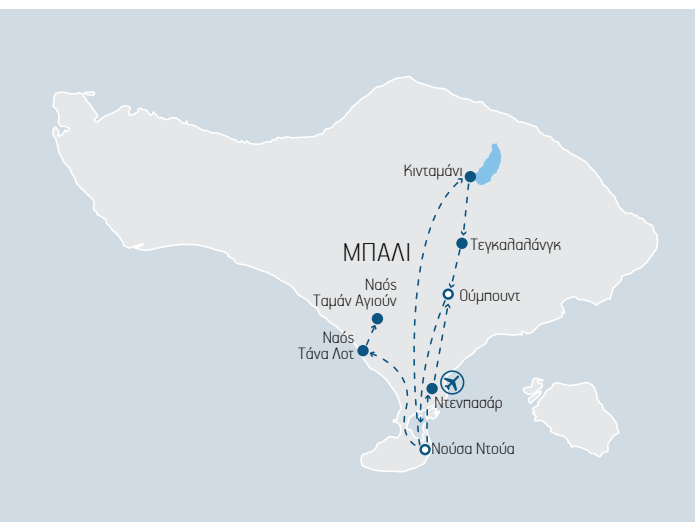 Κινταμάνι
Τεγκαλαλάνγκ
ΜΠΑΛΙ
Ναός
Ταμάν Αγιούν
Ούμπουντ
Ναός
Τάνα Λοτ
Ντενπασάρ
Νούσα Ντούα